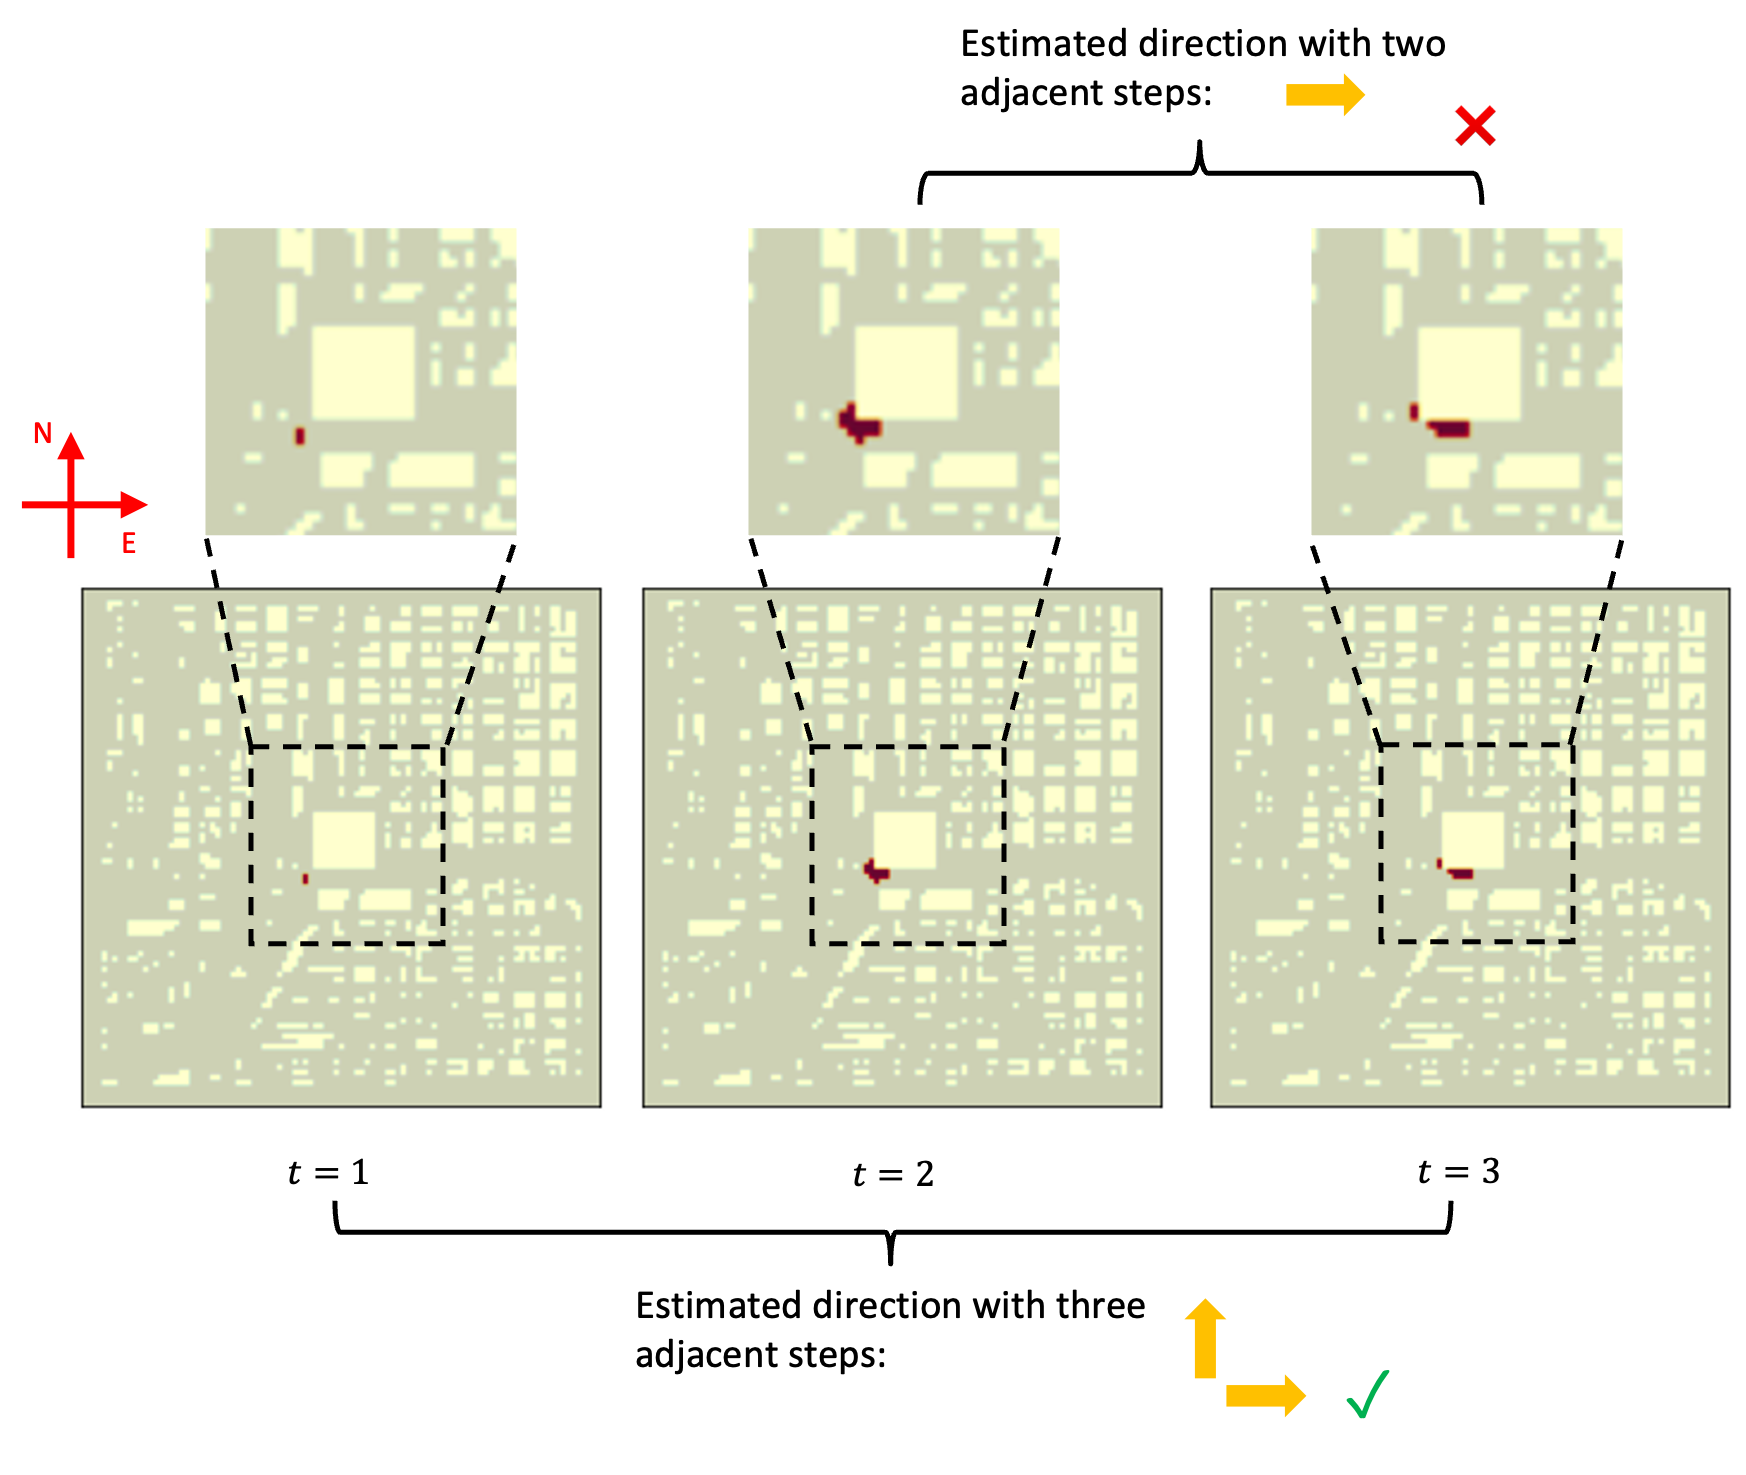 Estimated direction with two
adjacent steps:
N
E
t = 1
t = 2
t = 3
Estimated direction with three
adjacent steps: